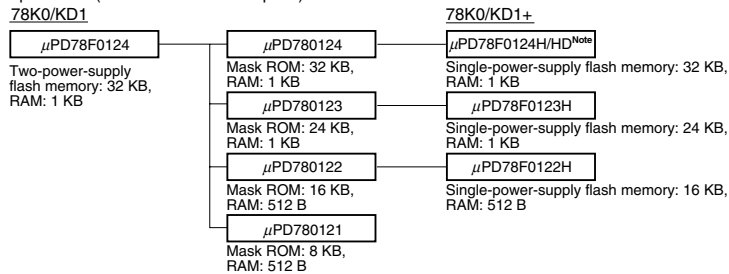 78K0/KD1
78K0/KD1+
μPD78F0124
μPD780124
μPD78F0124H/HDNote
Two-power-supply
flash memory: 32 KB,
RAM: 1 KB
Mask ROM: 32 KB,
RAM: 1 KB
Single-power-supply flash memory: 32 KB,
RAM: 1 KB
μPD780123
μPD78F0123H
Mask ROM: 24 KB,
RAM: 1 KB
Single-power-supply flash memory: 24 KB,
RAM: 1 KB
μPD780122
μPD78F0122H
Mask ROM: 16 KB,
RAM: 512 B
Single-power-supply flash memory: 16 KB,
RAM: 512 B
μPD780121
Mask ROM: 8 KB,
RAM: 512 B